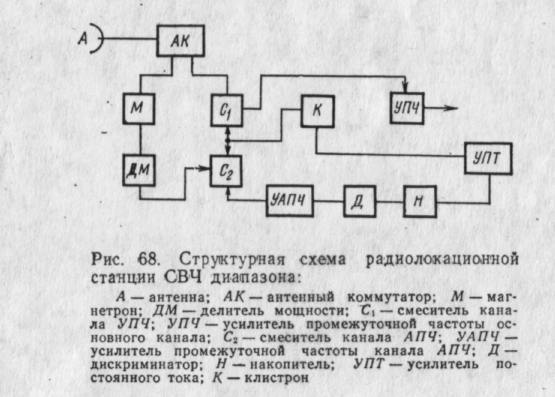 А
АК
М
С₁
К
УПЧ
ДМ
С₂
УПТ
УАПЧ
Д
Н
Рис. 68. Структурная схема радиолокационной
станции СВЧ диапазона:
А — антенна; АК — антенный коммутатор; М — маг-
нетрон; ДМ — делитель мощности; С₁ — смеситель кана-
ла УПЧ; УПЧ — усилитель промежуточной частоты ос-
новного канала; С₂ — смеситель канала АПЧ; УАПЧ —
усилитель промежуточной частоты канала АПЧ; Д —
дискриминатор; Н — накопитель; УПТ — усилитель по-
стоянного тока; К — клистрон